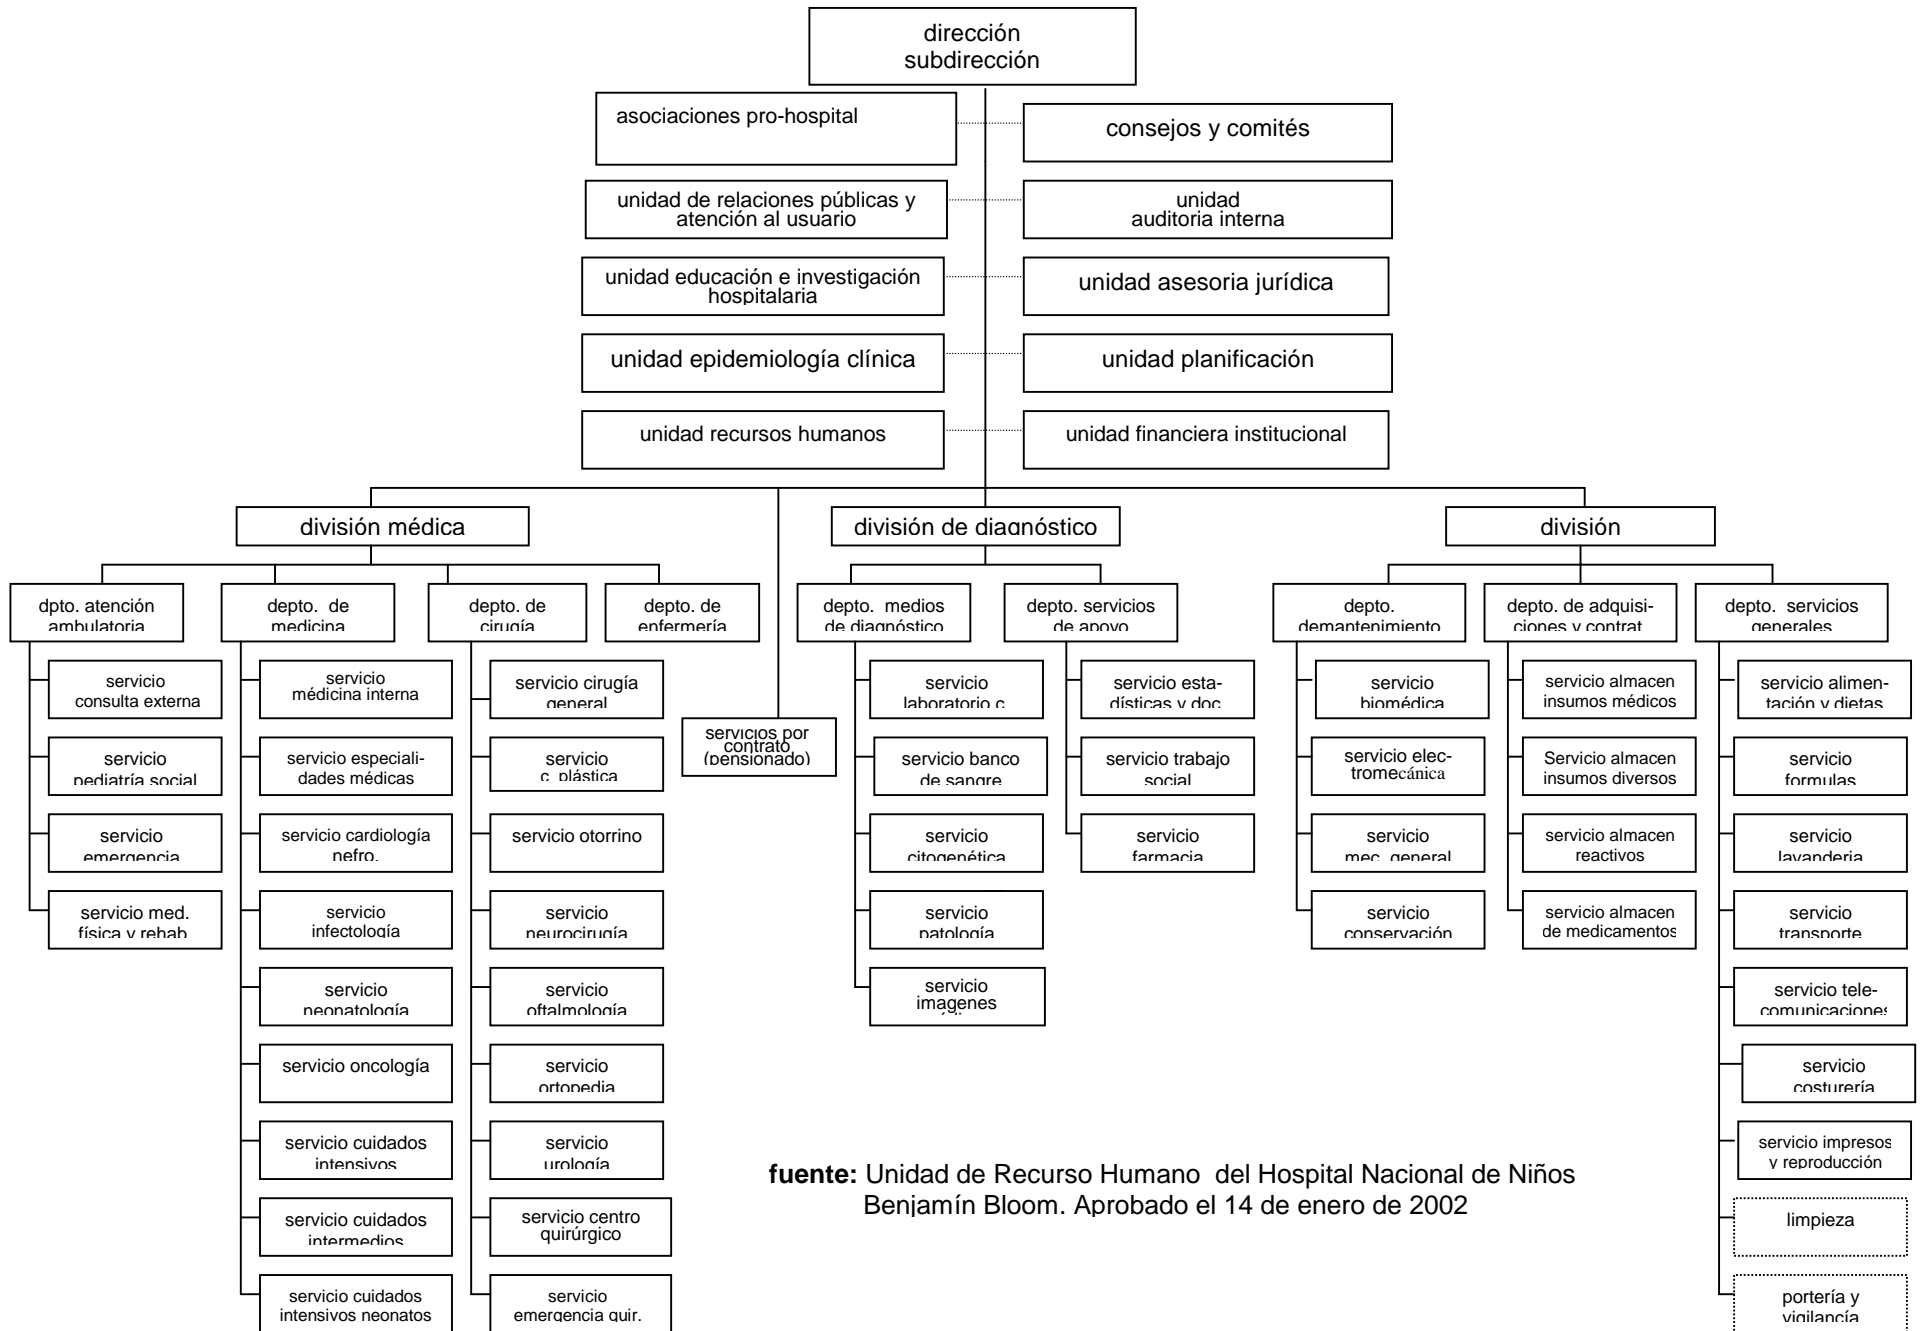 dirección
subdirección
asociaciones pro-hospital
consejos y comités
unidad de relaciones públicas y
atención al usuario
unidad
auditoria interna
unidad educación e investigación
hospitalaria
unidad asesoria jurídica
unidad epidemiología clínica
unidad planificación
unidad recursos humanos
unidad financiera institucional
división médica
división de diagnóstico
división
dpto. atención
ambulatoria
depto. de
medicina
depto. de
cirugía
depto. de
enfermería
depto. medios
de diagnóstico
depto. servicios
de apoyo
depto.
demantenimiento
depto. de adquisi-
ciones y contrat.
depto. servicios
generales
servicio
consulta externa
servicio
pediatría social
servicio
emergencia
servicio med.
física y rehab.
servicio
médicina interna
servicio especiali-
dades médicas
servicio cardiología
nefro.
servicio
infectología
servicio
neonatología
servicio oncología
servicio cuidados
intensivos
servicio cuidados
intermedios
servicio cuidados
intensivos neonatos
servicio cirugía
general
servicio
c. plástica
servicio otorrino
servicio
neurocirugía
servicio
oftalmología
servicio
ortopedia
servicio
urología
servicio centro
quirúrgico
servicio
emergencia quir.
servicios por
contrato
(pensionado)
servicio
laboratorio c.
servicio banco
de sangre
servicio
citogenética
servicio
patología
servicio
imagenes
servicio esta-
dísticas y doc.
servicio trabajo
social
servicio
farmacia
servicio
biomédica
servicio elec-
tromecánica
servicio
mec. general
servicio
conservación
servicio almacen
insumos médicos
Servicio almacen
insumos diversos
servicio almacen
reactivos
servicio almacen
de medicamentos
servicio alimen-
tación y dietas
servicio
formulas
servicio
lavanderia
servicio
transporte
servicio tele-
comunicaciones
servicio
costurería
servicio impresos
y reproducción
limpieza
portería y
vigilancía
fuente: Unidad de Recurso Humano del Hospital Nacional de Niños
Benjamín Bloom. Aprobado el 14 de enero de 2002